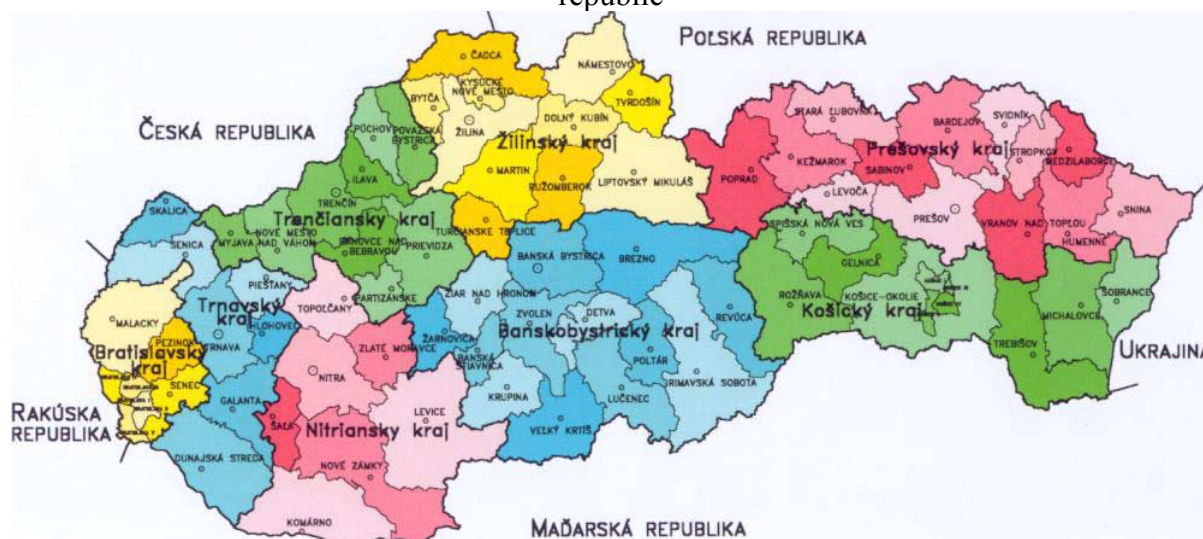 republic
POĽSKÁ REPUBLIKA
ČADCA
NÁMESTOVO
KYSUCKÉ
NOVÉ MESTO
BYTČA
TVRDOŠÍN
STARÁ ĽUBOVŇA
SVIDNÍK
ČESKÁ REPUBLIKA
PÚCHOV
POVAŽSKÁ
BYSTRICA
ŽILINA
DOLNÝ KUBÍN
Žilinský kraj
BARDEJOV
STROPKOV
MEDZILABORCE
Prešovský kraj
KEŽMAROK
SABINOV
ILAVA
MARTIN
RUŽOMBEROK
LIPTOVSKÝ MIKULÁŠ
POPRAD
LEVOČA
PREŠOV
SNINA
TRENČÍN
SKALICA
Trenčiansky kraj
TURČIANSKE TEPLICE
VRANOV NAD TOPĽOU
HUMENNÉ
SENICA
MYJAVA
NOVÉ MESTO
NAD VÁHOM
BÁNOVCE NAD
BEBRAVOU
PRIEVIDZA
BANSKÁ BYSTRICA
BREZNO
SPIŠSKÁ NOVÁ VES
GELNICA
PIEŠŤANY
TOPOĽČANY
PARTIZÁNSKE
ŽIAR NAD HRONOM
DETVA
ZVOLEN
ROŽŇAVA
KOŠICE-OKOLIE
SOBRANCE
MALACKY
Trnavský
kraj
HLOHOVEC
TRNAVA
ŽARNOVICA
Banskobystrický kraj
REVÚCA
Košický kraj
MICHALOVCE
PEZINOK
Bratislavský
kraj
ZLATÉ MORAVCE
BANSKÁ
ŠTIAVNICA
POLTÁR
TREBIŠOV
UKRAJINA
SENEC
NITRA
KRUPINA
LUČENEC
RIMAVSKÁ SOBOTA
RAKÚSKA
REPUBLIKA
GALANTA
ŠAĽA
LEVICE
Nitriansky kraj
VEĽKÝ KRTÍŠ
DUNAJSKÁ STREDA
NOVÉ ZÁMKY
KOMÁRNO
MAĎARSKÁ REPUBLIKA